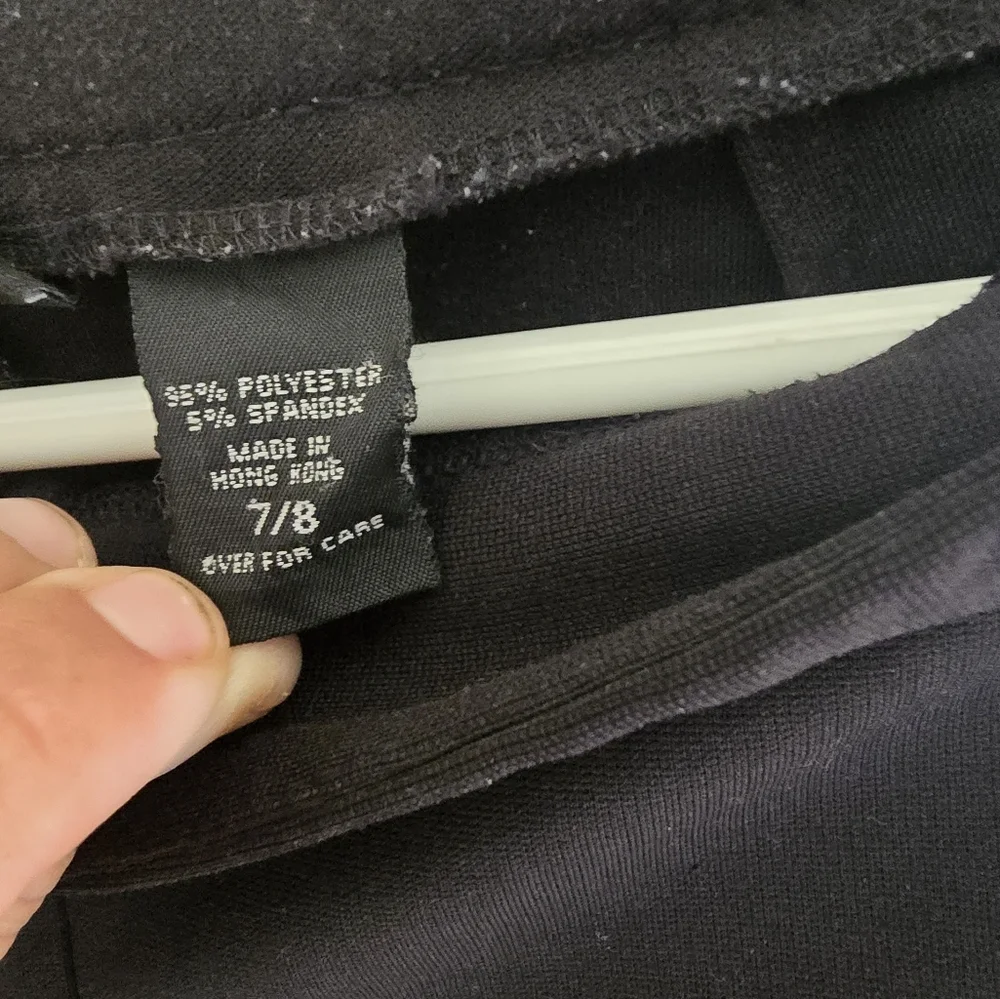 95% POLYESTER
5% SPANDEX
MADE IN
HONG KONG
7/8
OVER FOR CARE